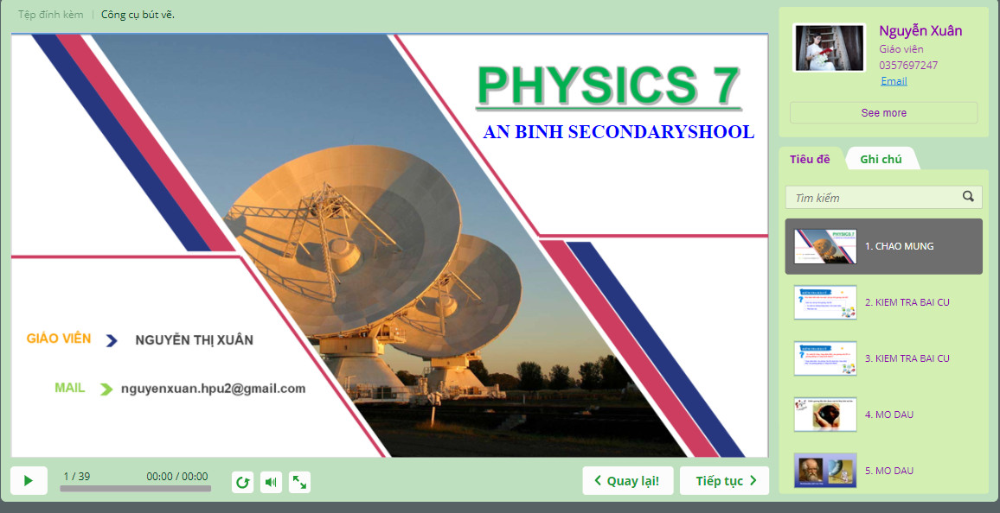 Tệp đính kèm | Công cụ bút vẽ.
PHYSICS 7
AN BINH SECONDARYSHOOL
GIÁO VIÊN
NGUYỄN THỊ XUÂN
MAIL
nguyenxuan.hpu2@gmail.com
1 / 39
00:00 / 00:00
Quay lại!
Tiếp tục
Nguyễn Xuân
Giáo viên
0357697247
Email
See more
Tiêu đề
Ghi chú
Tìm kiếm
PHYSICS 7
1. CHAO MUNG
2. KIEM TRA BAI CU
3. KIEM TRA BAI CU
4. MO DAU
5. MO DAU